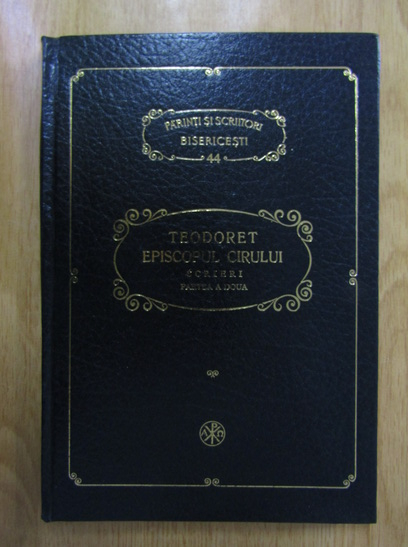 PĂRINȚI ȘI SCRIITORI
BISERICEȘTI
44
TEODORET
EPISCOPUL CIRULUI
SCRIERI
PARTEA A DOUA